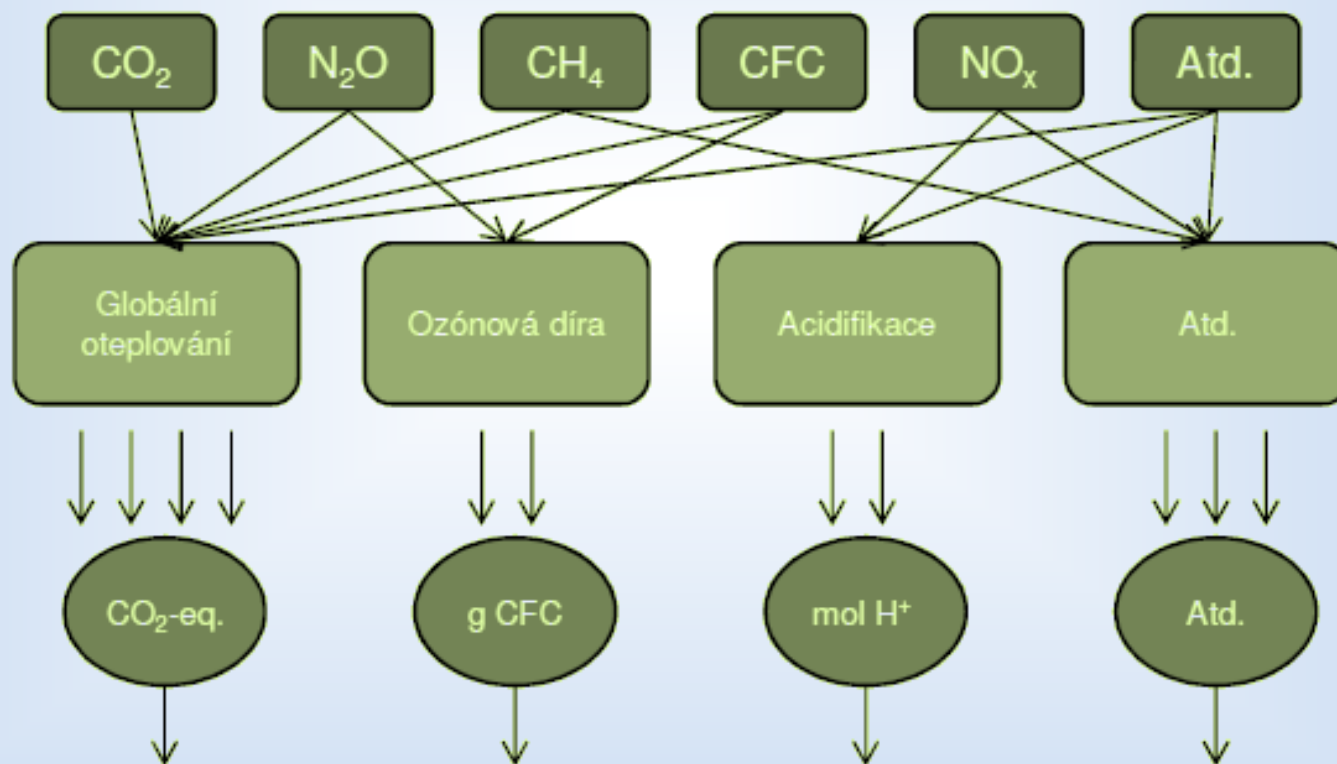 CO₂
N₂O
CH₄
CFC
NOₓ
Atd.
Globální
oteplování
Ozónová díra
Acidifikace
Atd.
CO₂-eq.
g CFC
mol H⁺
Atd.